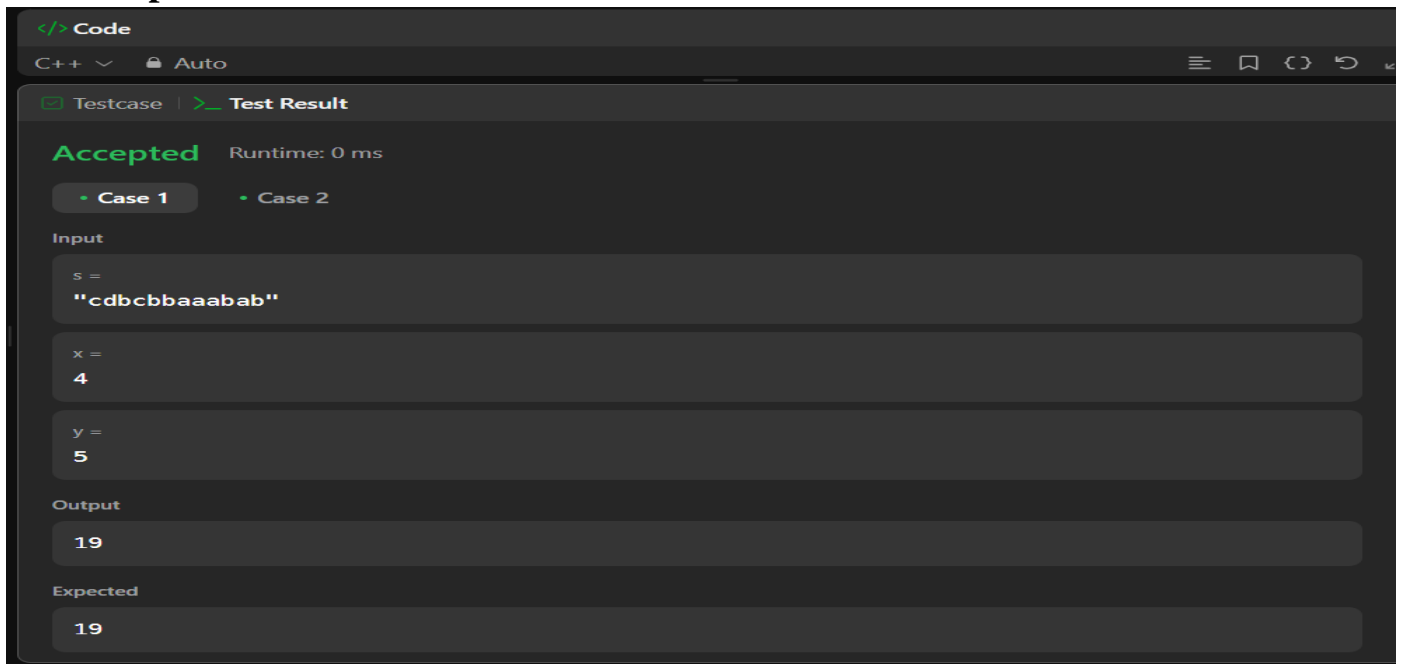 </> Code
C++ Auto
Testcase | >_ Test Result
Accepted Runtime: 0 ms
• Case 1 • Case 2
Input
s =
"cdbcbbaaabab"
x =
4
y =
5
Output
19
Expected
19